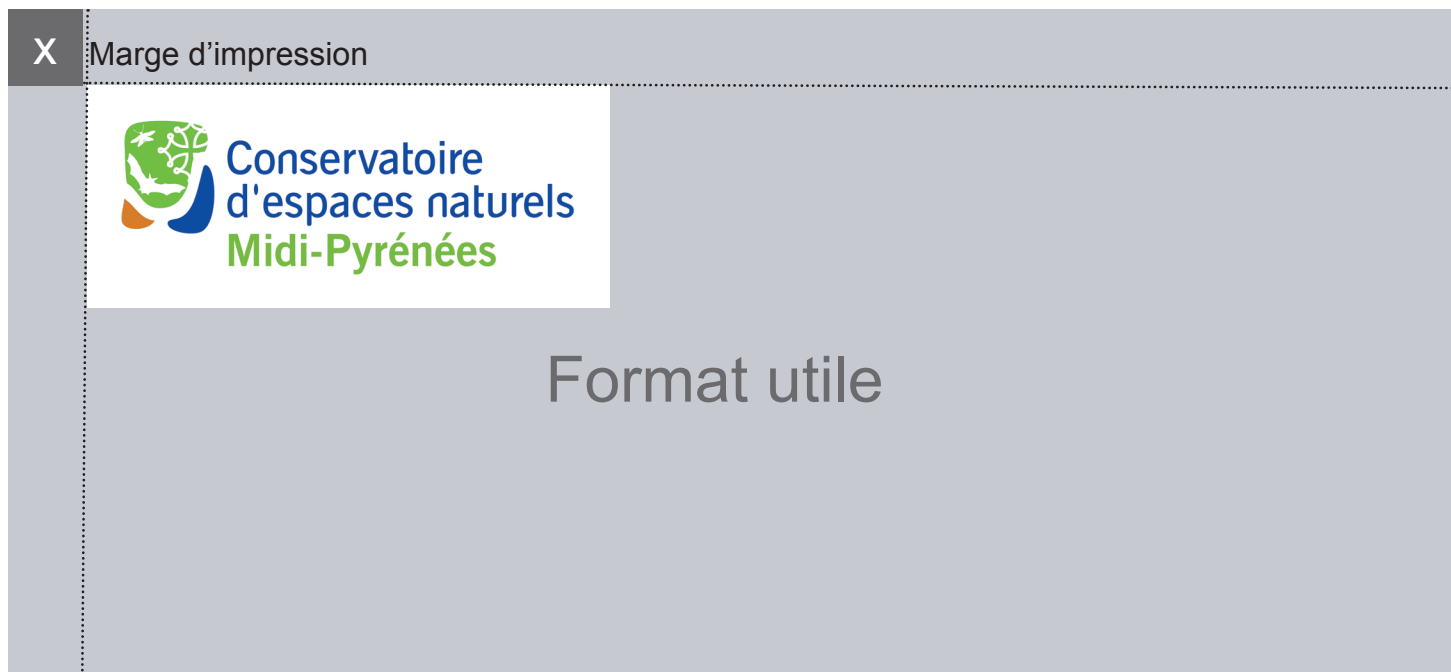 X
Marge d’impression
Conservatoire
d'espaces naturels
Midi-Pyrénées
Format utile